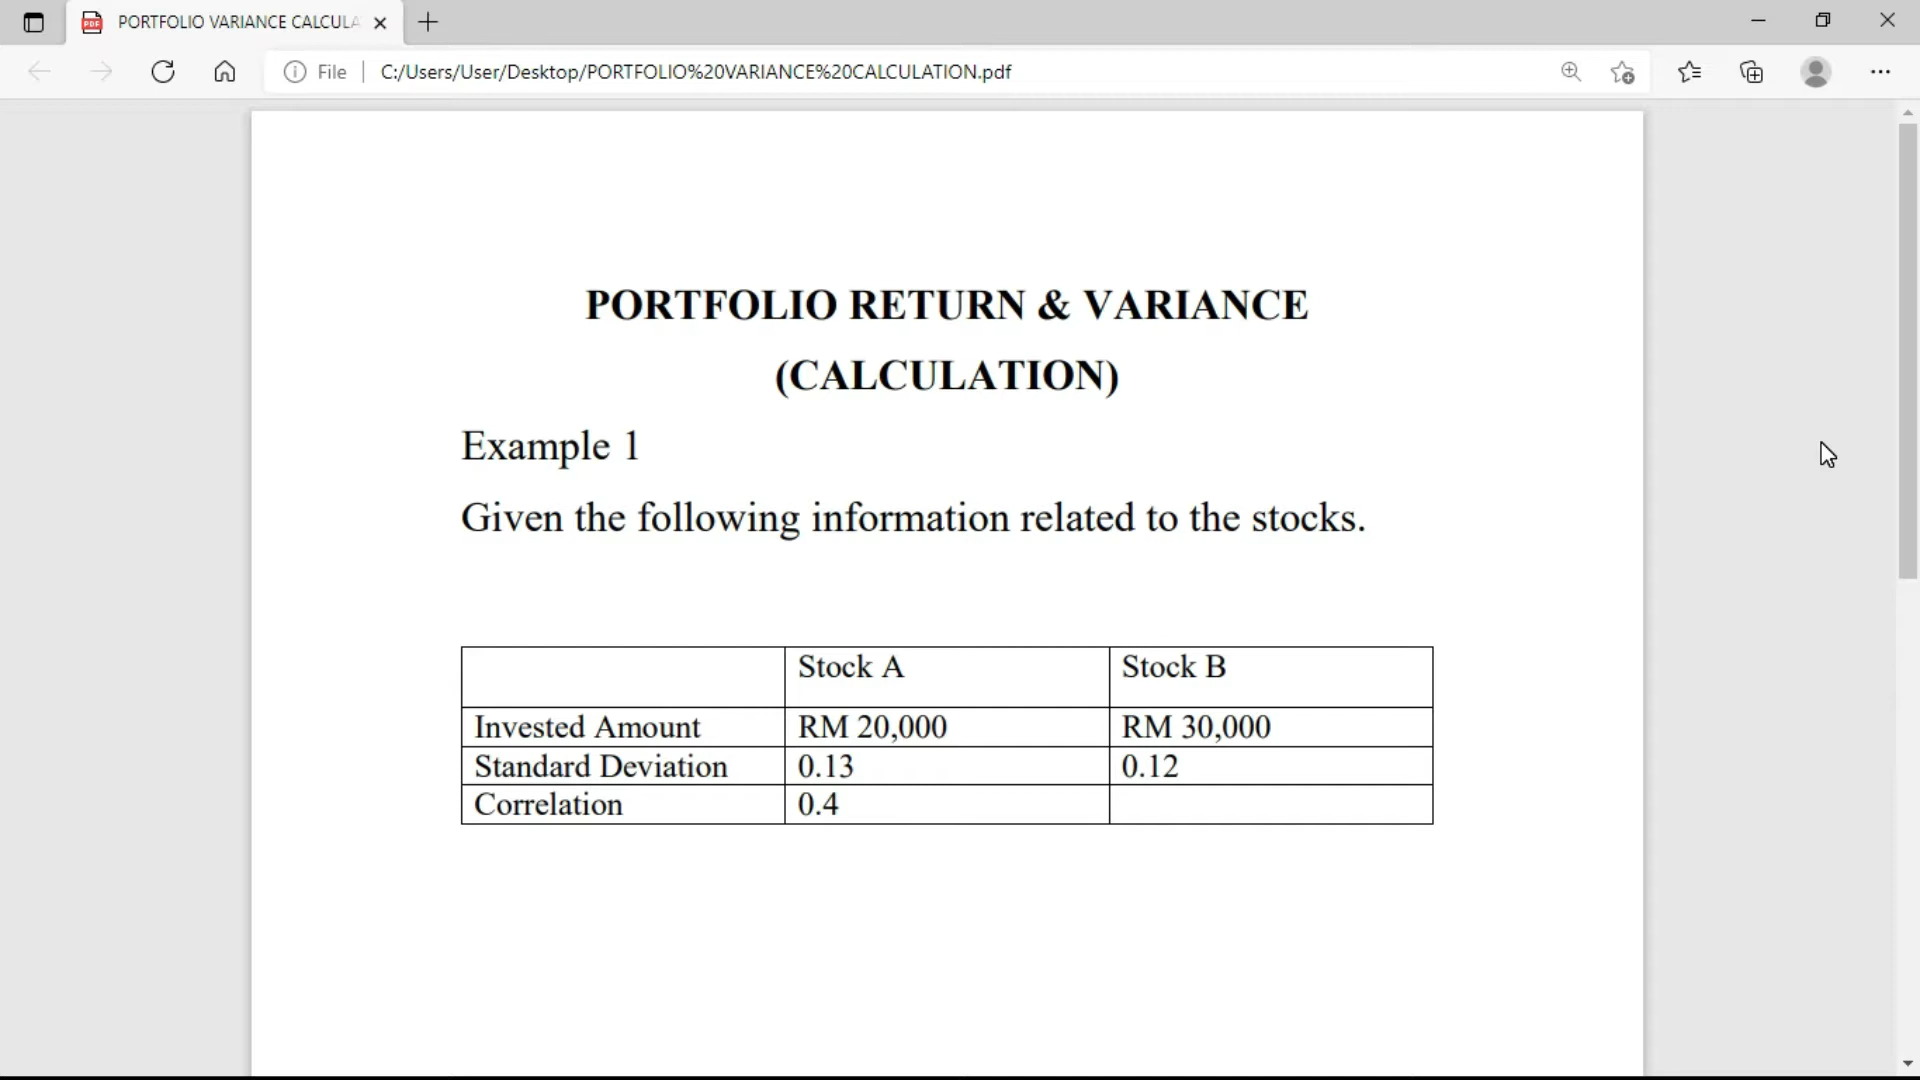 PORTFOLIO VARIANCE CALCULA
File
C:/Users/User/Desktop/PORTFOLIO%20VARIANCE%20CALCULATION.pdf
PORTFOLIO RETURN & VARIANCE
(CALCULATION)
Example 1
Given the following information related to the stocks.
Stock A Stock B
Invested Amount RM 20,000 RM 30,000
Standard Deviation 0.13 0.12
Correlation 0.4